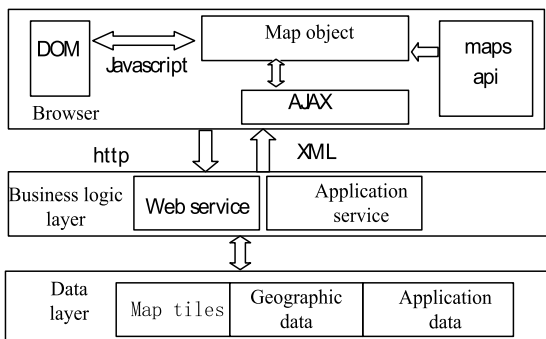 DOM
Map object
maps
api
Javascript
AJAX
Browser
http
XML
Business logic
layer
Web service
Application
service
Data
layer
Map tiles
Geographic
data
Application
data